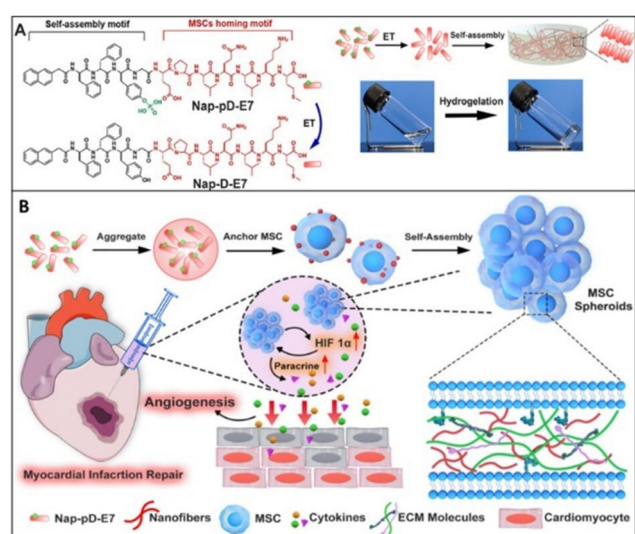 A
Self-assembly motif
MSCs homing motif
Nap-pD-E7
ET
Nap-D-E7
ET
Self-assembly
Hydrogelation
B
Aggregate
Anchor MSC
Self-Assembly
MSC
Spheroids
HIF 1α
Paracrine
Angiogenesis
Myocardial Infacrtion Repair
Nap-pD-E7
Nanofibers
MSC
Cytokines
ECM Molecules
Cardiomyocyte